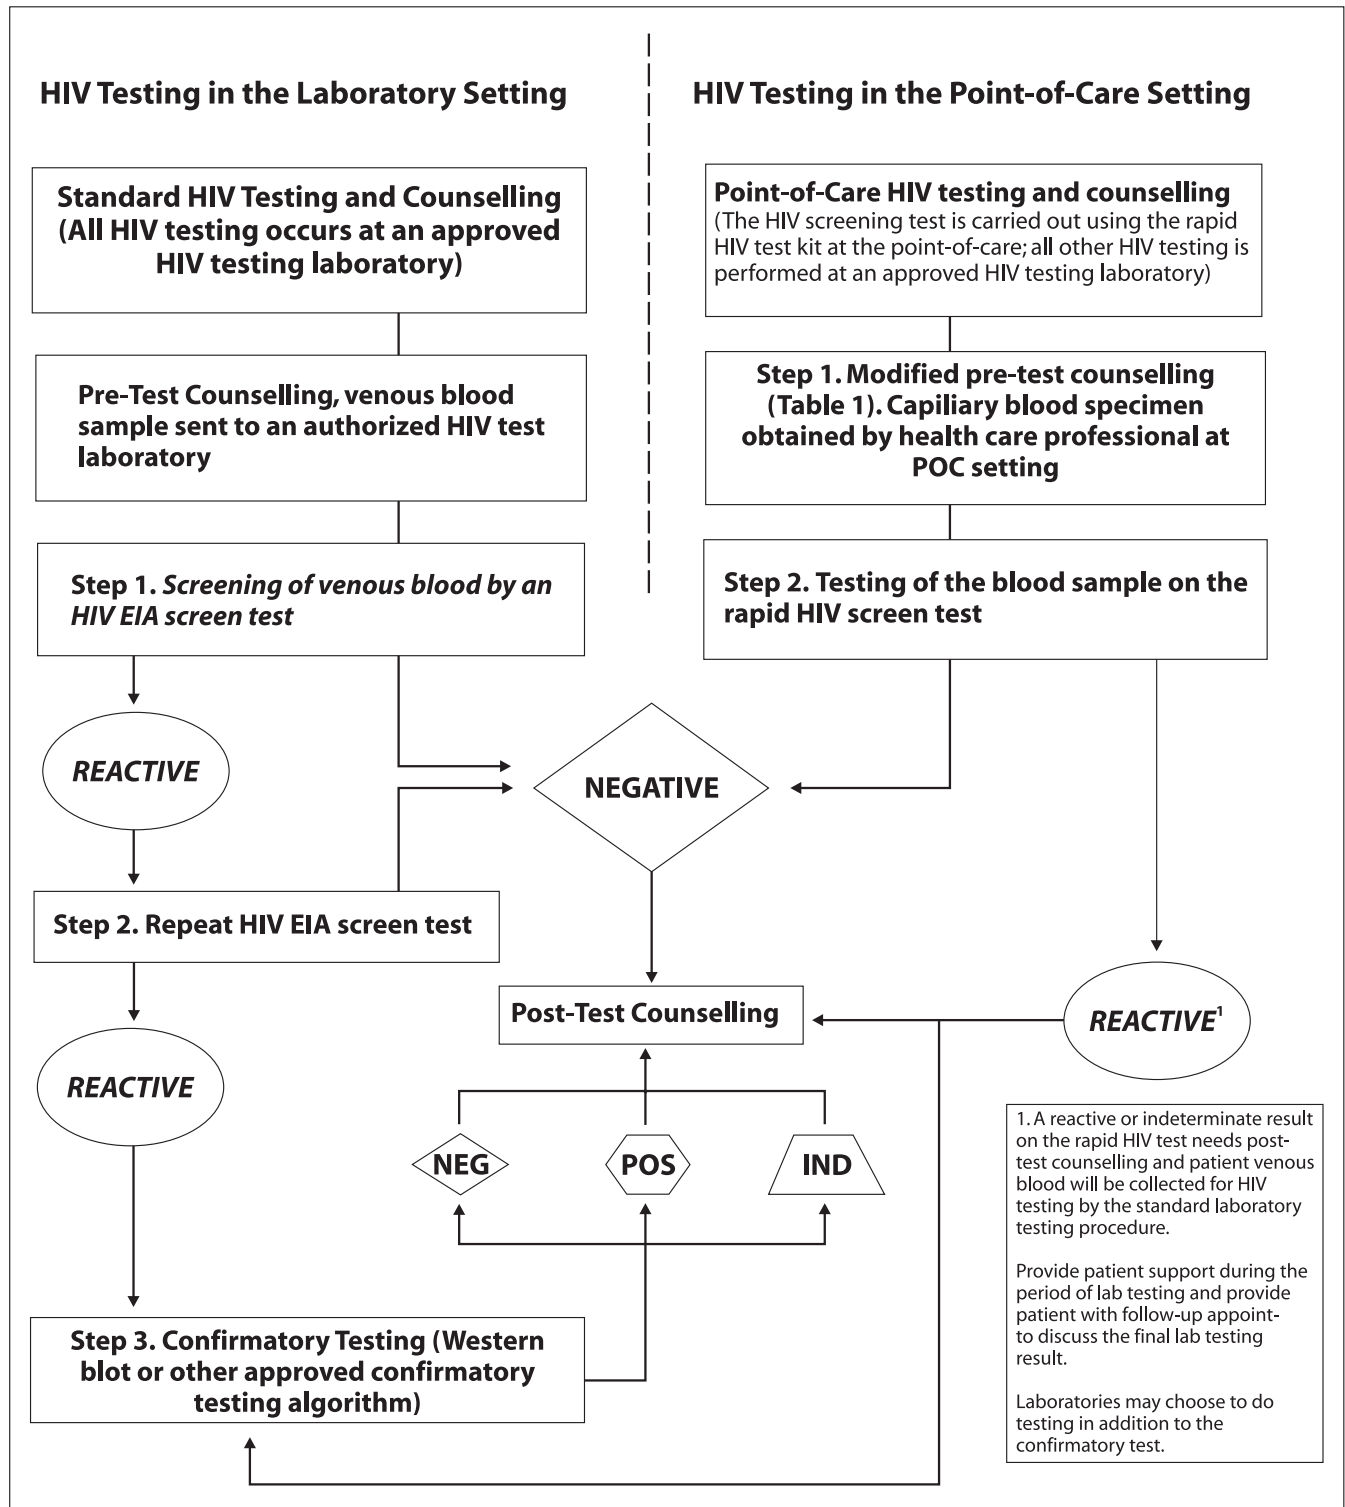 HIV Testing in the Laboratory Setting
Standard HIV Testing and Counselling
(All HIV testing occurs at an approved
HIV testing laboratory)
Pre-Test Counselling, venous blood
sample sent to an authorized HIV test
laboratory
Step 1. Screening of venous blood by an
HIV EIA screen test
REACTIVE
Step 2. Repeat HIV EIA screen test
REACTIVE
Step 3. Confirmatory Testing (Western
blot or other approved confirmatory
testing algorithm)
HIV Testing in the Point-of-Care Setting
Point-of-Care HIV testing and counselling
(The HIV screening test is carried out using the rapid
HIV test kit at the point-of-care; all other HIV testing is
performed at an approved HIV testing laboratory)
Step 1. Modified pre-test counselling
(Table 1). Capiliary blood specimen
obtained by health care professional at
POC setting
Step 2. Testing of the blood sample on the
rapid HIV screen test
NEGATIVE
Post-Test Counselling
NEG
POS
IND
REACTIVE¹
1. A reactive or indeterminate result
on the rapid HIV test needs post-
test counselling and patient venous
blood will be collected for HIV
testing by the standard laboratory
testing procedure.
Provide patient support during the
period of lab testing and provide
patient with follow-up appoint-
to discuss the final lab testing
result.
Laboratories may choose to do
testing in addition to the
confirmatory test.